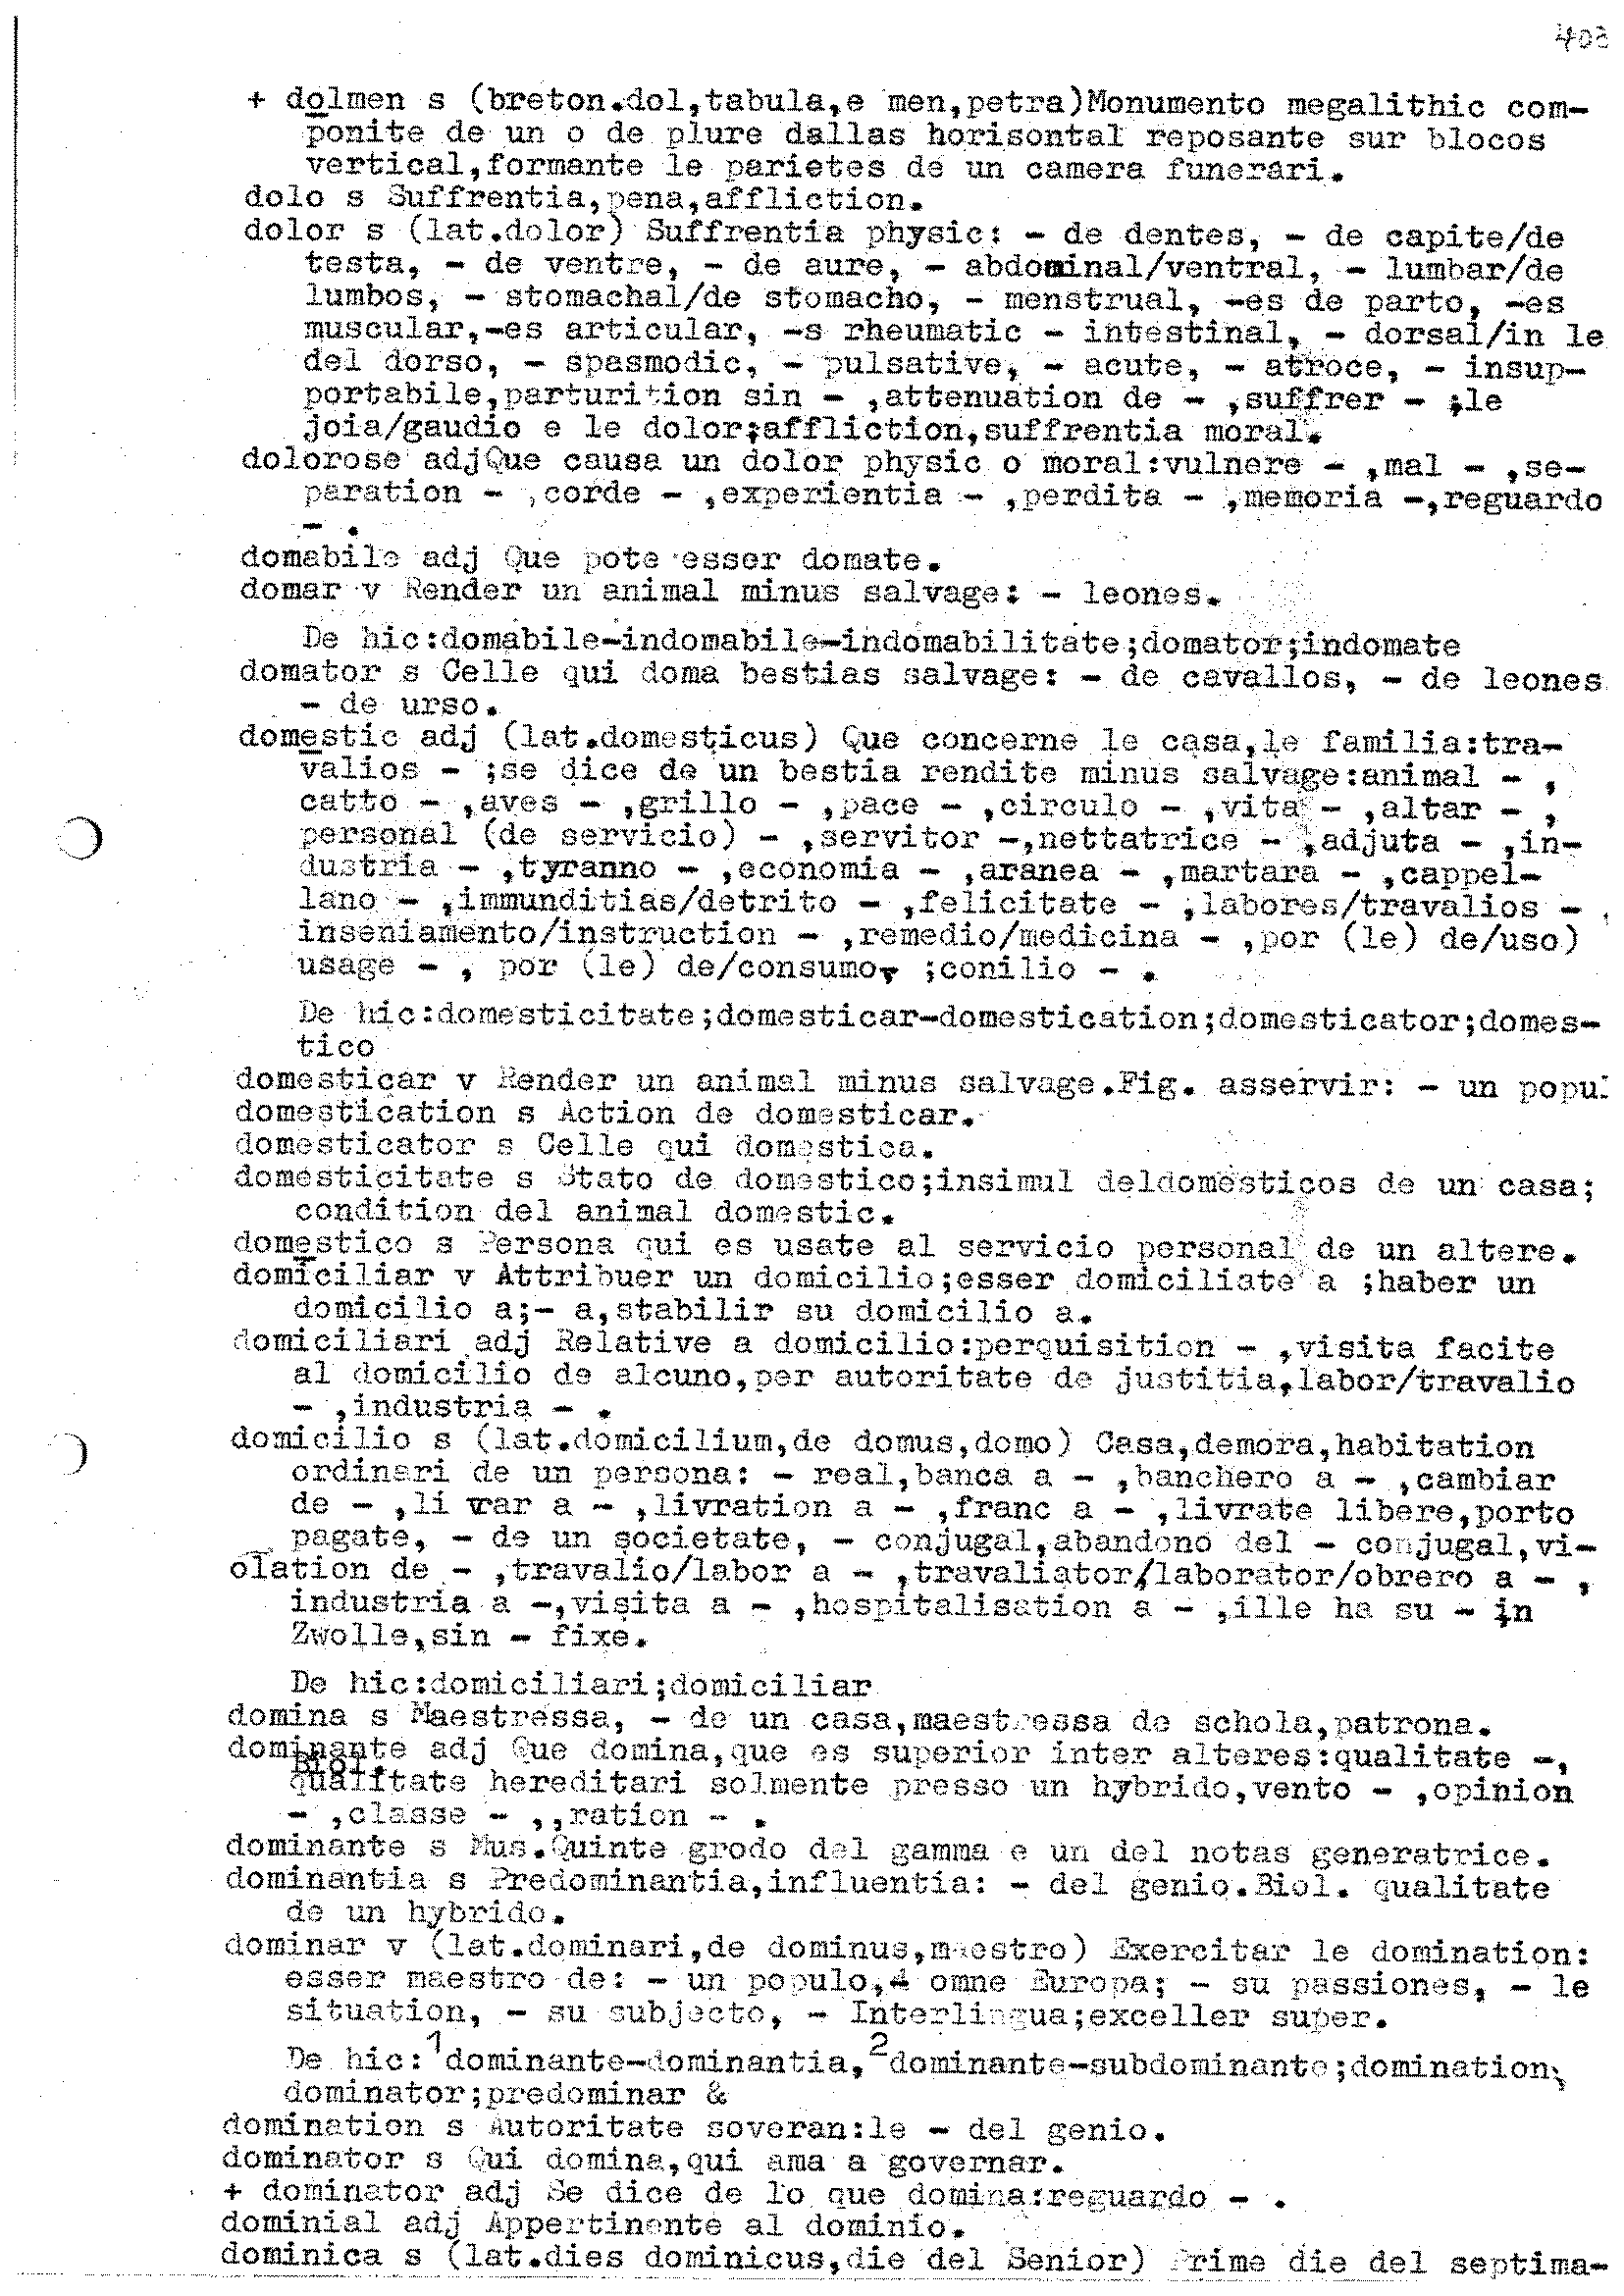 403
+ dolmen s (breton.dol,tabula,e men,petra)Monumento megalithic com-
ponite de un o de plure dallas horisontal reposante sur blocos
vertical,formante le parietes de un camera funerari.
dolo s Suffrentia,pena,affliction.
dolor s (lat.dolor) Suffrentia physic: - de dentes, - de capite/de
testa, - de ventre, - de aure, - abdominal/ventral, - lumbar/de
lumbos, - stomachal/de stomacho, - menstrual, -es de parto, -es
muscular,-es articular, -s rheumatic - intestinal, - dorsal/in le
del dorso, - spasmodic, - pulsative, - acute, - atroce, - insup-
portabile,parturition sin - ,attenuation de - ,suffrer - ;le
joia/gaudio e le dolor;affliction,suffrentia moral.
dolorose adjQue causa un dolor physic o moral:vulnere - ,mal - ,se-
paration - ,corde - ,experientia - ,perdita - ,memoria -,reguardo
- .
domabile adj Que pote esser domate.
domar v Render un animal minus salvage: - leones.
De hic:domabile-indomabile-indomabilitate;domator;indomate
domator s Celle qui doma bestias salvage: - de cavallos, - de leones
- de urso.
domestic adj (lat.domesticus) Que concerne le casa,le familia:tra-
valios - ;se dice de un bestia rendite minus salvage:animal - ,
catto - ,aves - ,grillo - ,pace - ,circulo - ,vita - ,altar - ,
personal (de servicio) - ,servitor -,nettatrice - ,adjuta - ,in-
dustria - ,tyranno - ,economia - ,aranea - ,martara - ,cappel-
lano - ,immunditias/detrito - ,felicitate - ,labores/travalios - ,
inseniamento/instruction - ,remedio/medicina - ,por (le) de/uso)
usage - , por (le) de/consumo, ;conilio - .
De hic:domesticitate;domesticar-domestication;domesticator;domes-
tico
domesticar v Render un animal minus salvage.Fig. asservir: - un popul
domestication s Action de domesticar.
domesticator s Celle qui domestica.
domesticitate s Stato de domestico;insimul deldomesticos de un casa;
condition del animal domestic.
domestico s Persona qui es usate al servicio personal de un altere.
domiciliar v Attribuer un domicilio;esser domiciliate a ;haber un
domicilio a;- a,stabilir su domicilio a.
domiciliari adj Relative a domicilio:perquisition - ,visita facite
al domicilio de alcuno,per autoritate de justitia,labor/travalio
- ,industria - .
domicilio s (lat.domicilium,de domus,domo) Casa,demora,habitation
ordinari de un persona: - real,banca a - ,banchero a - ,cambiar
de - ,li vrar a - ,livration a - ,franc a - ,livrate libere,porto
pagate, - de un societate, - conjugal,abandono del - conjugal,vi-
olation de - ,travalio/labor a - ,travaliator/laborator/obrero a - ,
industria a -,visita a - ,hospitalisation a - ,ille ha su - in
Zwolle,sin - fixe.
De hic:domiciliari;domiciliar
domina s Maestressa, - de un casa,maestressa de schola,patrona.
dominante adj Que domina,que es superior inter alteres:qualitate -,
Biol.
qualitate hereditari solmente presso un hybrido,vento - ,opinion
- ,classe - ,,ration - .
dominante s Mus.Quinte grodo del gamma e un del notas generatrice.
dominantia s Predominantia,influentia: - del genio.Biol. qualitate
de un hybrido.
dominar v (lat.dominari,de dominus,maestro) Exercitar le domination:
esser maestro de: - un populo,- omne Europa; - su passiones, - le
situation, - su subjecto, - Interlingua;exceller super.
De hic:1dominante-dominantia,2dominante-subdominante;domination;
dominator;predominar &
domination s Autoritate soveran:le - del genio.
dominator s Qui domina,qui ama a governar.
+ dominator adj Se dice de lo que domina:reguardo - .
dominial adj Appertinente al dominio.
dominica s (lat.dies dominicus,die del Senior) Prime die del septima-